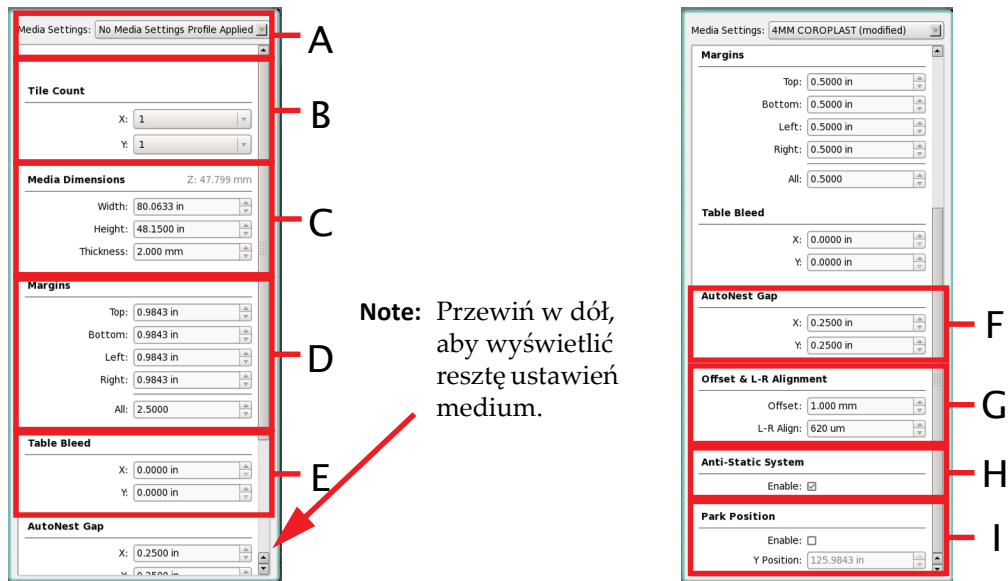 Media Settings: No Media Settings Profile Applied
A
Tile Count
X: 1
Y: 1
B
Media Dimensions Z: 47.799 mm
Width: 80.0633 in
Height: 48.1500 in
Thickness: 2.000 mm
C
Margins
Top: 0.9843 in
Bottom: 0.9843 in
Left: 0.9843 in
Right: 0.9843 in
All: 2.5000
D
Table Bleed
X: 0.0000 in
Y: 0.0000 in
E
AutoNest Gap
X: 0.2500 in
Y: 0.2500 in
Note: Przewiń w dół,
aby wyświetlić
resztę ustawień
medium.
Media Settings: 4MM COROPLAST (modified)
Margins
Top: 0.5000 in
Bottom: 0.5000 in
Left: 0.5000 in
Right: 0.5000 in
All: 0.5000
Table Bleed
X: 0.0000 in
Y: 0.0000 in
AutoNest Gap
X: 0.2500 in
Y: 0.2500 in
F
Offset & L-R Alignment
Offset: 1.000 mm
L-R Align: 620 um
G
Anti-Static System
Enable:
H
Park Position
Enable:
Y Position: 125.9843 in
I